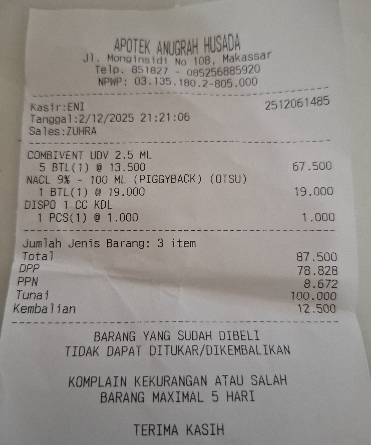 APOTEK ANUGRAH HUSADA
Jl. Monginsidi No 108, Makassar
Telp. 851827 - 085256885920
NPWP: 03.135.180.2-805.000
Kasir:ENI 2512061485
Tanggal:2/12/2025 21:21:06
Sales:ZUHRA
COMBIVENT UDV 2.5 ML
5 BTL(1) @ 13.500 67.500
NACL 9% - 100 ML (PIGGYBACK) (OTSU)
1 BTL(1) @ 19.000 19.000
DISPO 1 CC KDL
1 PCS(1) @ 1.000 1.000
Jumlah Jenis Barang: 3 item
Total 87.500
DPP 78.828
PPN 8.672
Tunai 100.000
Kembalian 12.500
BARANG YANG SUDAH DIBELI
TIDAK DAPAT DITUKAR/DIKEMBALIKAN
KOMPLAIN KEKURANGAN ATAU SALAH
BARANG MAXIMAL 5 HARI
TERIMA KASIH